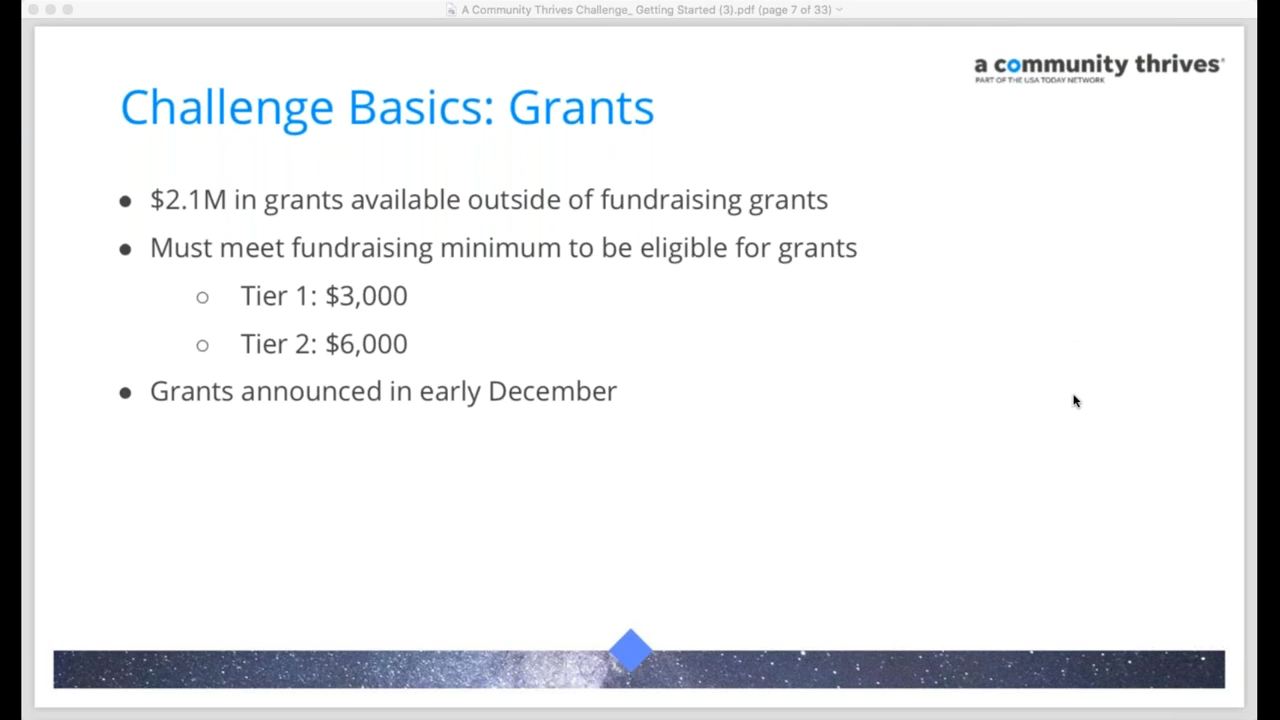 A Community Thrives Challenge_ Getting Started (3).pdf (page 7 of 33)
a community thrives
PART OF THE USA TODAY NETWORK
Challenge Basics: Grants
● $2.1M in grants available outside of fundraising grants
● Must meet fundraising minimum to be eligible for grants
○ Tier 1: $3,000
○ Tier 2: $6,000
● Grants announced in early December